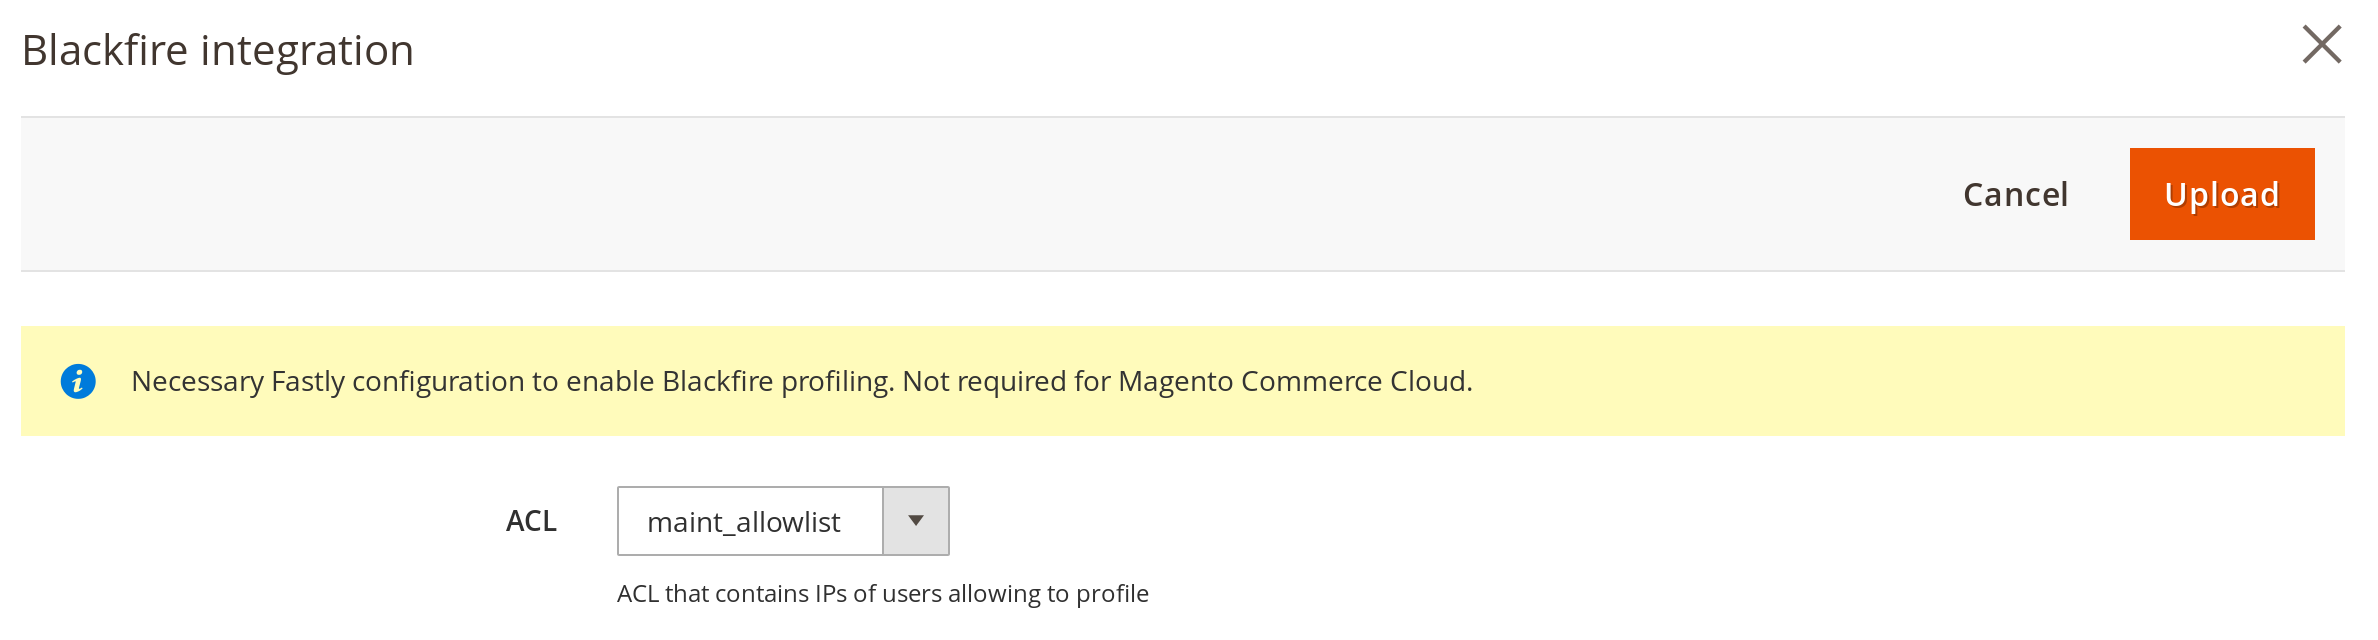 Blackfire integration
Cancel
Upload
Necessary Fastly configuration to enable Blackfire profiling. Not required for Magento Commerce Cloud.
ACL
maint_allowlist
ACL that contains IPs of users allowing to profile